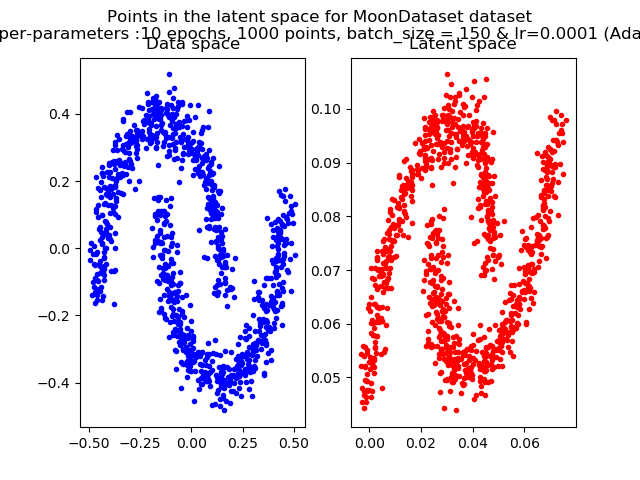 Points in the latent space for MoonDataset dataset
per-parameters :10 epochs, 1000 points, batch_size = 150 & lr=0.0001 (Ada
Data space
Latent space
0.4
0.2
0.0
−0.2
−0.4
−0.50 −0.25 0.00 0.25 0.50
0.10
0.09
0.08
0.07
0.06
0.05
0.00 0.02 0.04 0.06